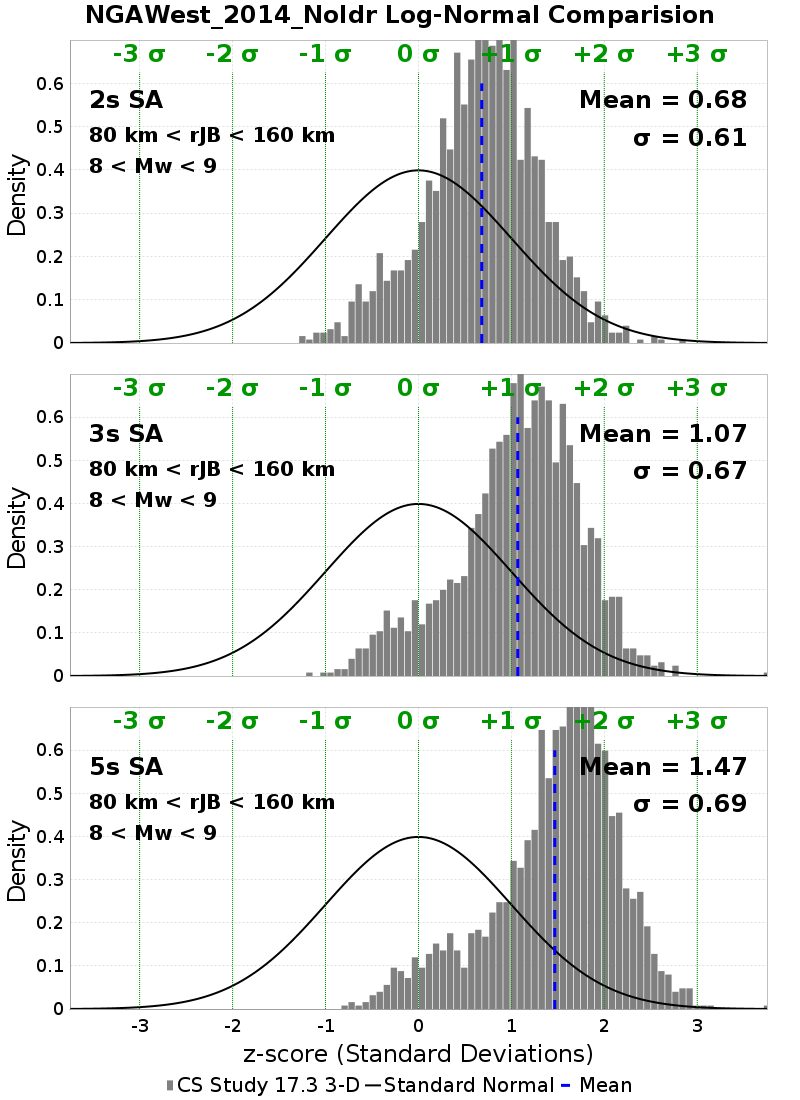 NGAWest_2014_NoIdr Log-Normal Comparision
-3 σ -2 σ -1 σ 0 σ +1 σ +2 σ +3 σ
0.6
2s SA Mean = 0.68
0.5
80 km < rJB < 160 km σ = 0.61
0.4
8 < Mw < 9
0.3
0.2
0.1
0
Density
-3 σ -2 σ -1 σ 0 σ +1 σ +2 σ +3 σ
0.6
3s SA Mean = 1.07
0.5
80 km < rJB < 160 km σ = 0.67
0.4
8 < Mw < 9
0.3
0.2
0.1
0
Density
-3 σ -2 σ -1 σ 0 σ +1 σ +2 σ +3 σ
0.6
5s SA Mean = 1.47
0.5
80 km < rJB < 160 km σ = 0.69
0.4
8 < Mw < 9
0.3
0.2
0.1
0
Density
-3 -2 -1 0 1 2 3
z-score (Standard Deviations)
CS Study 17.3 3-D Standard Normal Mean